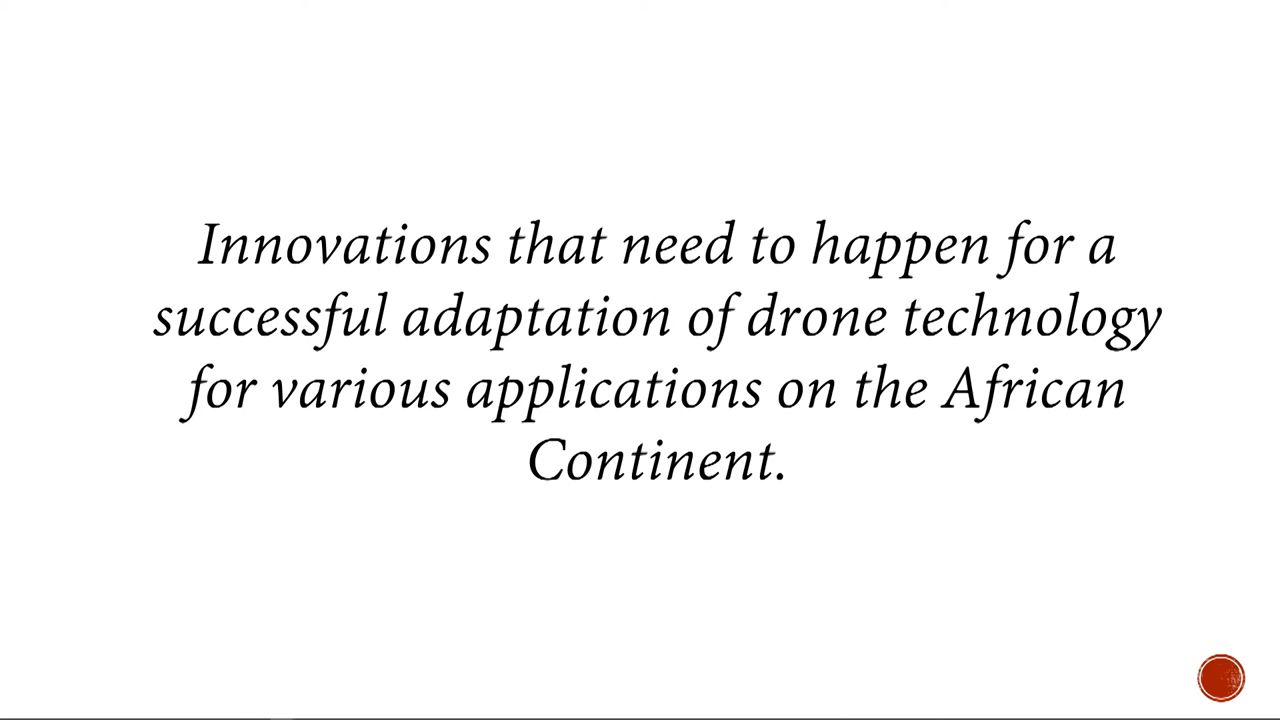 Innovations that need to happen for a
successful adaptation of drone technology
for various applications on the African
Continent.